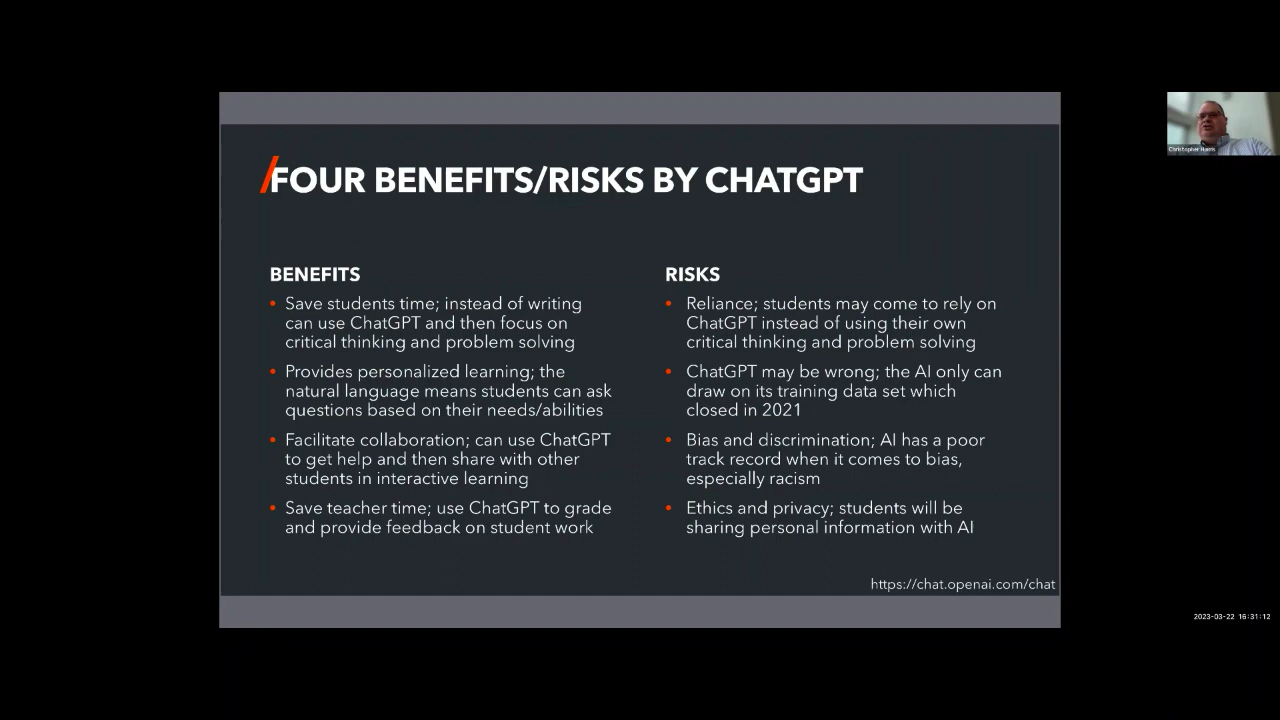 FOUR BENEFITS/RISKS BY CHATGPT
BENEFITS
• Save students time; instead of writing
can use ChatGPT and then focus on
critical thinking and problem solving
• Provides personalized learning; the
natural language means students can ask
questions based on their needs/abilities
• Facilitate collaboration; can use ChatGPT
to get help and then share with other
students in interactive learning
• Save teacher time; use ChatGPT to grade
and provide feedback on student work
RISKS
• Reliance; students may come to rely on
ChatGPT instead of using their own
critical thinking and problem solving
• ChatGPT may be wrong; the AI only can
draw on its training data set which
closed in 2021
• Bias and discrimination; AI has a poor
track record when it comes to bias,
especially racism
• Ethics and privacy; students will be
sharing personal information with AI
https://chat.openai.com/chat
Christopher Harris
2023-03-22 16:31:12